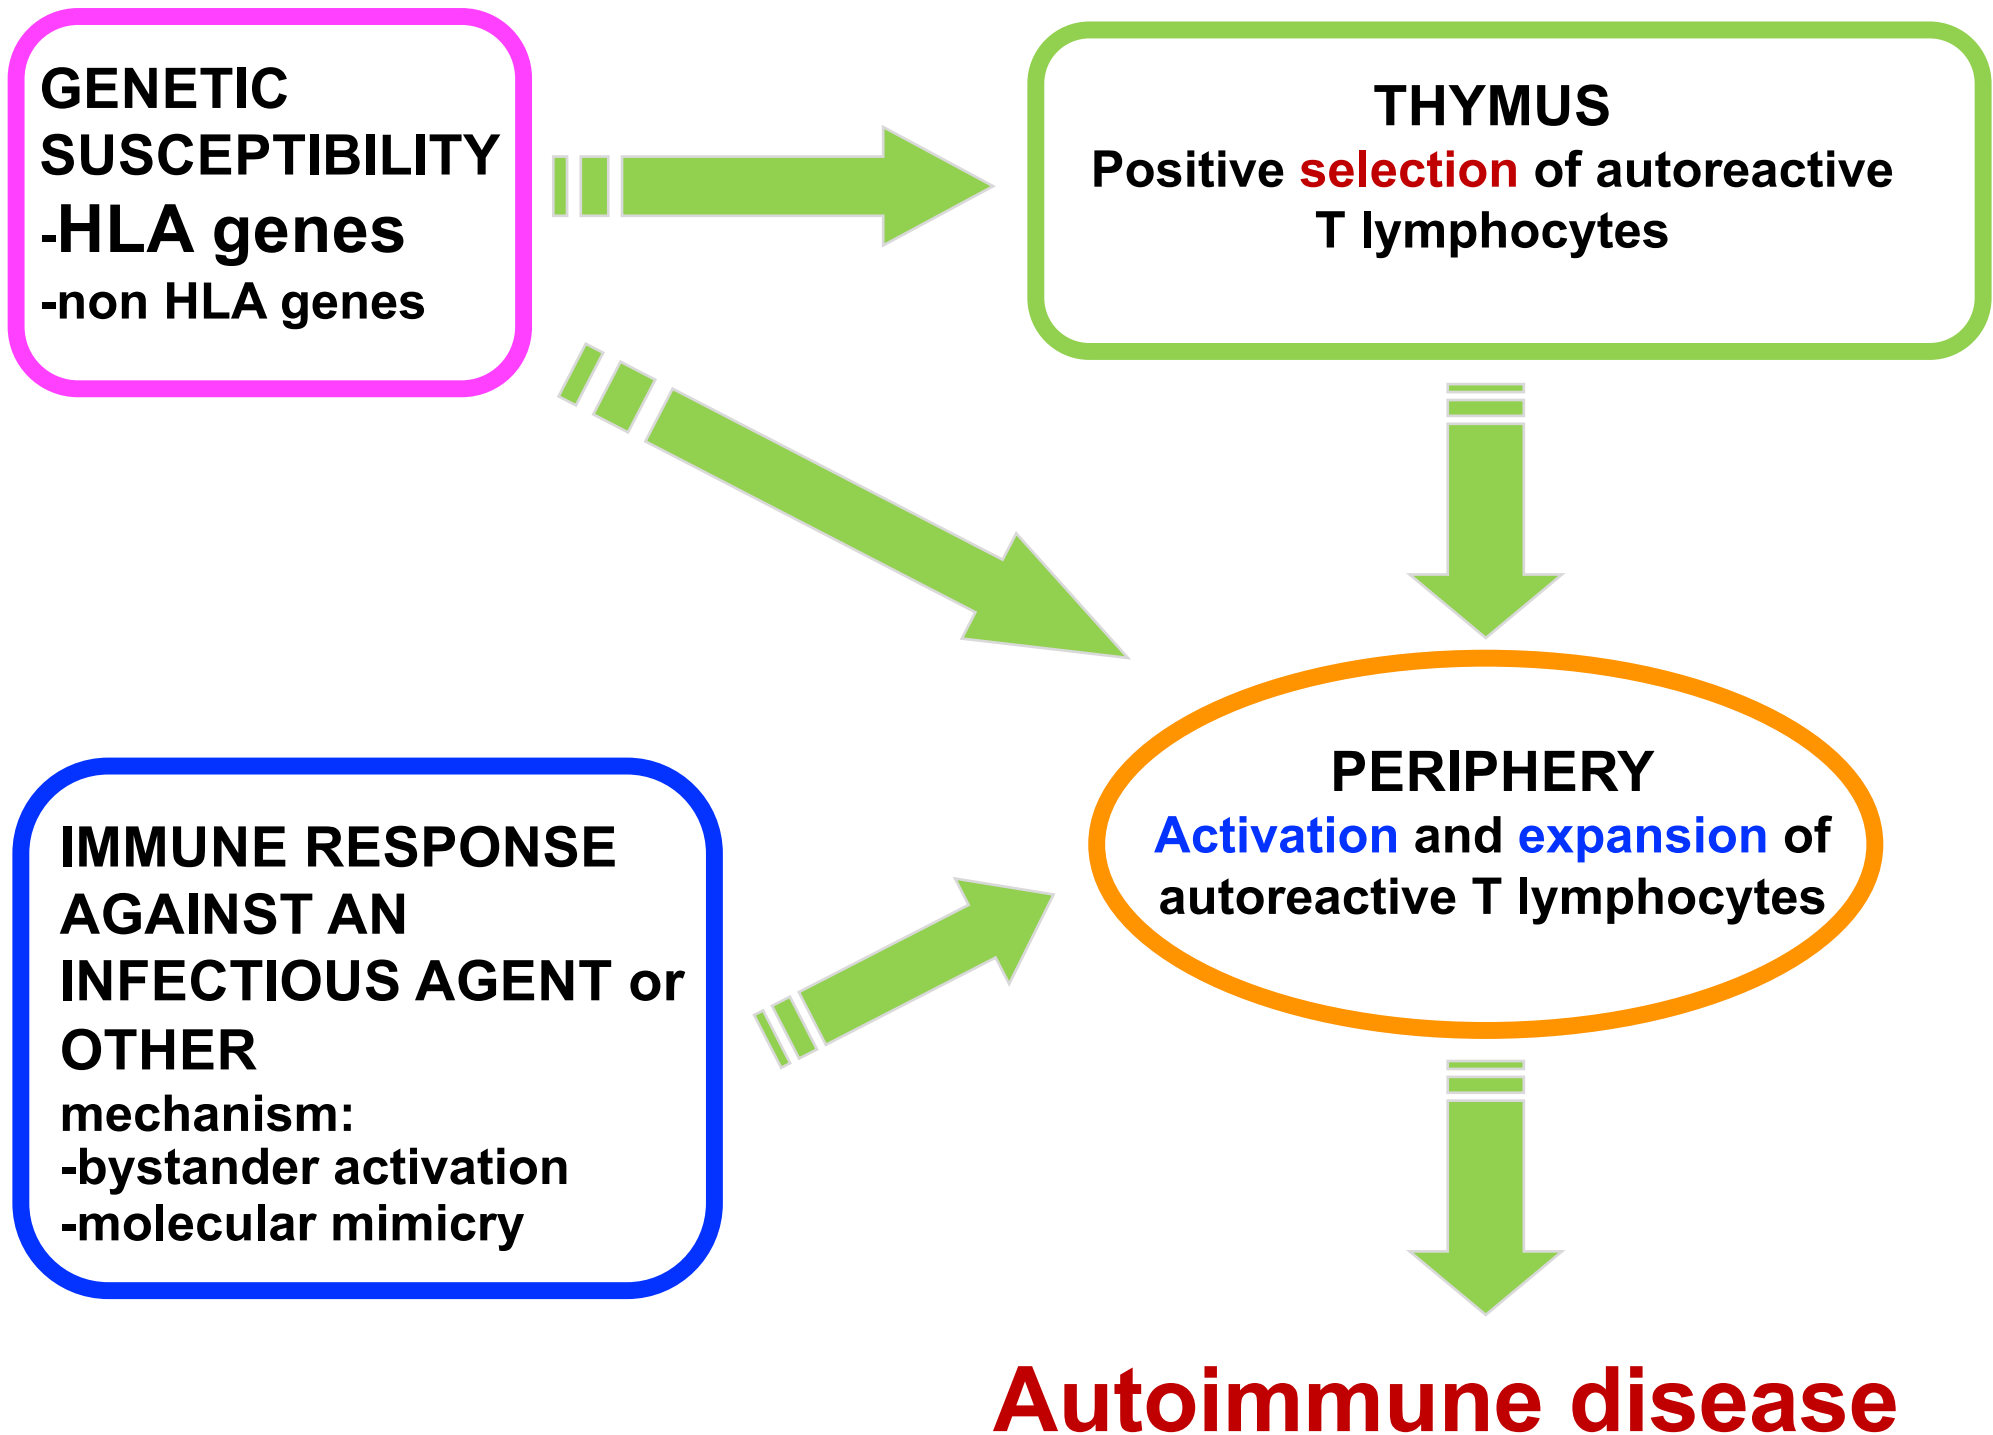 GENETIC
SUSCEPTIBILITY
-HLA genes
-non HLA genes
THYMUS
Positive selection of autoreactive
T lymphocytes
IMMUNE RESPONSE
AGAINST AN
INFECTIOUS AGENT or
OTHER
mechanism:
-bystander activation
-molecular mimicry
PERIPHERY
Activation and expansion of
autoreactive T lymphocytes
Autoimmune disease